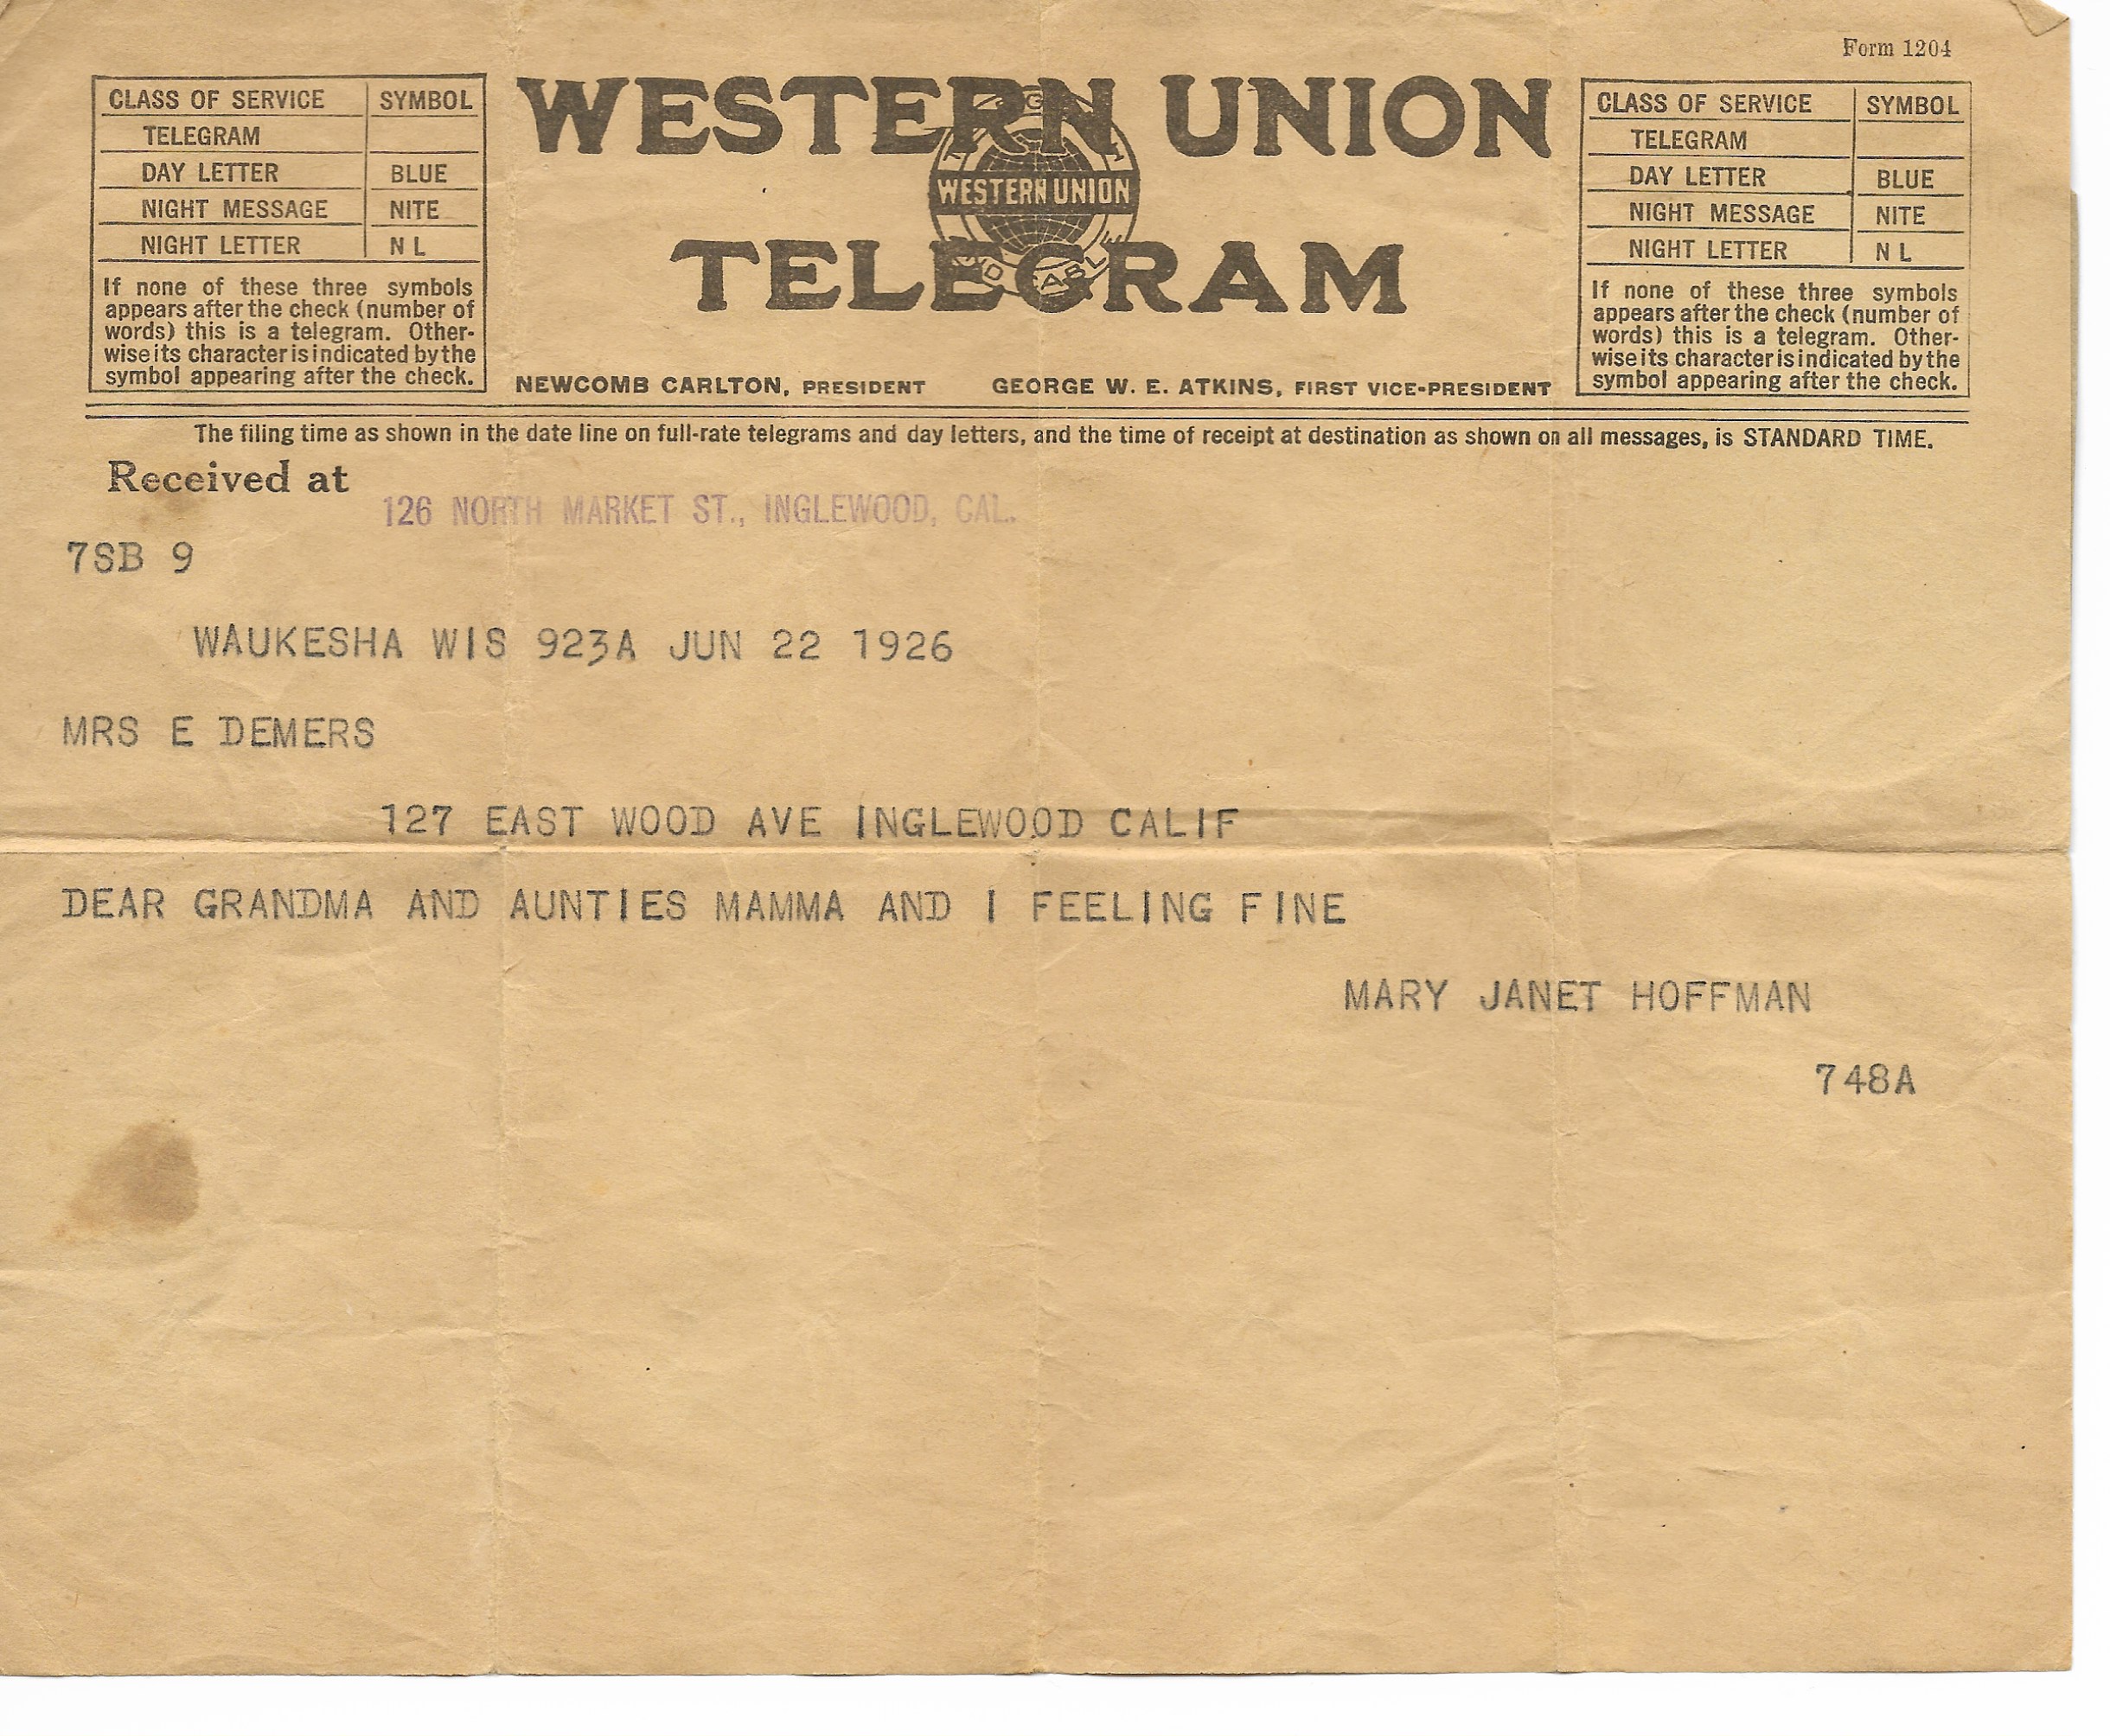 Form 1204
CLASS OF SERVICE SYMBOL
TELEGRAM
DAY LETTER BLUE
NIGHT MESSAGE NITE
NIGHT LETTER N L
If none of these three symbols
appears after the check (number of
words) this is a telegram. Other-
wise its character is indicated by the
symbol appearing after the check.
WESTERN UNION
WESTERN UNION
TELEGRAM
NEWCOMB CARLTON, PRESIDENT GEORGE W. E. ATKINS, FIRST VICE-PRESIDENT
CLASS OF SERVICE SYMBOL
TELEGRAM
DAY LETTER BLUE
NIGHT MESSAGE NITE
NIGHT LETTER N L
If none of these three symbols
appears after the check (number of
words) this is a telegram. Other-
wise its character is indicated by the
symbol appearing after the check.
The filing time as shown in the date line on full-rate telegrams and day letters, and the time of receipt at destination as shown on all messages, is STANDARD TIME.
Received at
126 NORTH MARKET ST., INGLEWOOD, CAL.
7SB 9
WAUKESHA WIS 923A JUN 22 1926
MRS E DEMERS
127 EAST WOOD AVE INGLEWOOD CALIF
DEAR GRANDMA AND AUNTIES MAMMA AND I FEELING FINE
MARY JANET HOFFMAN
748A